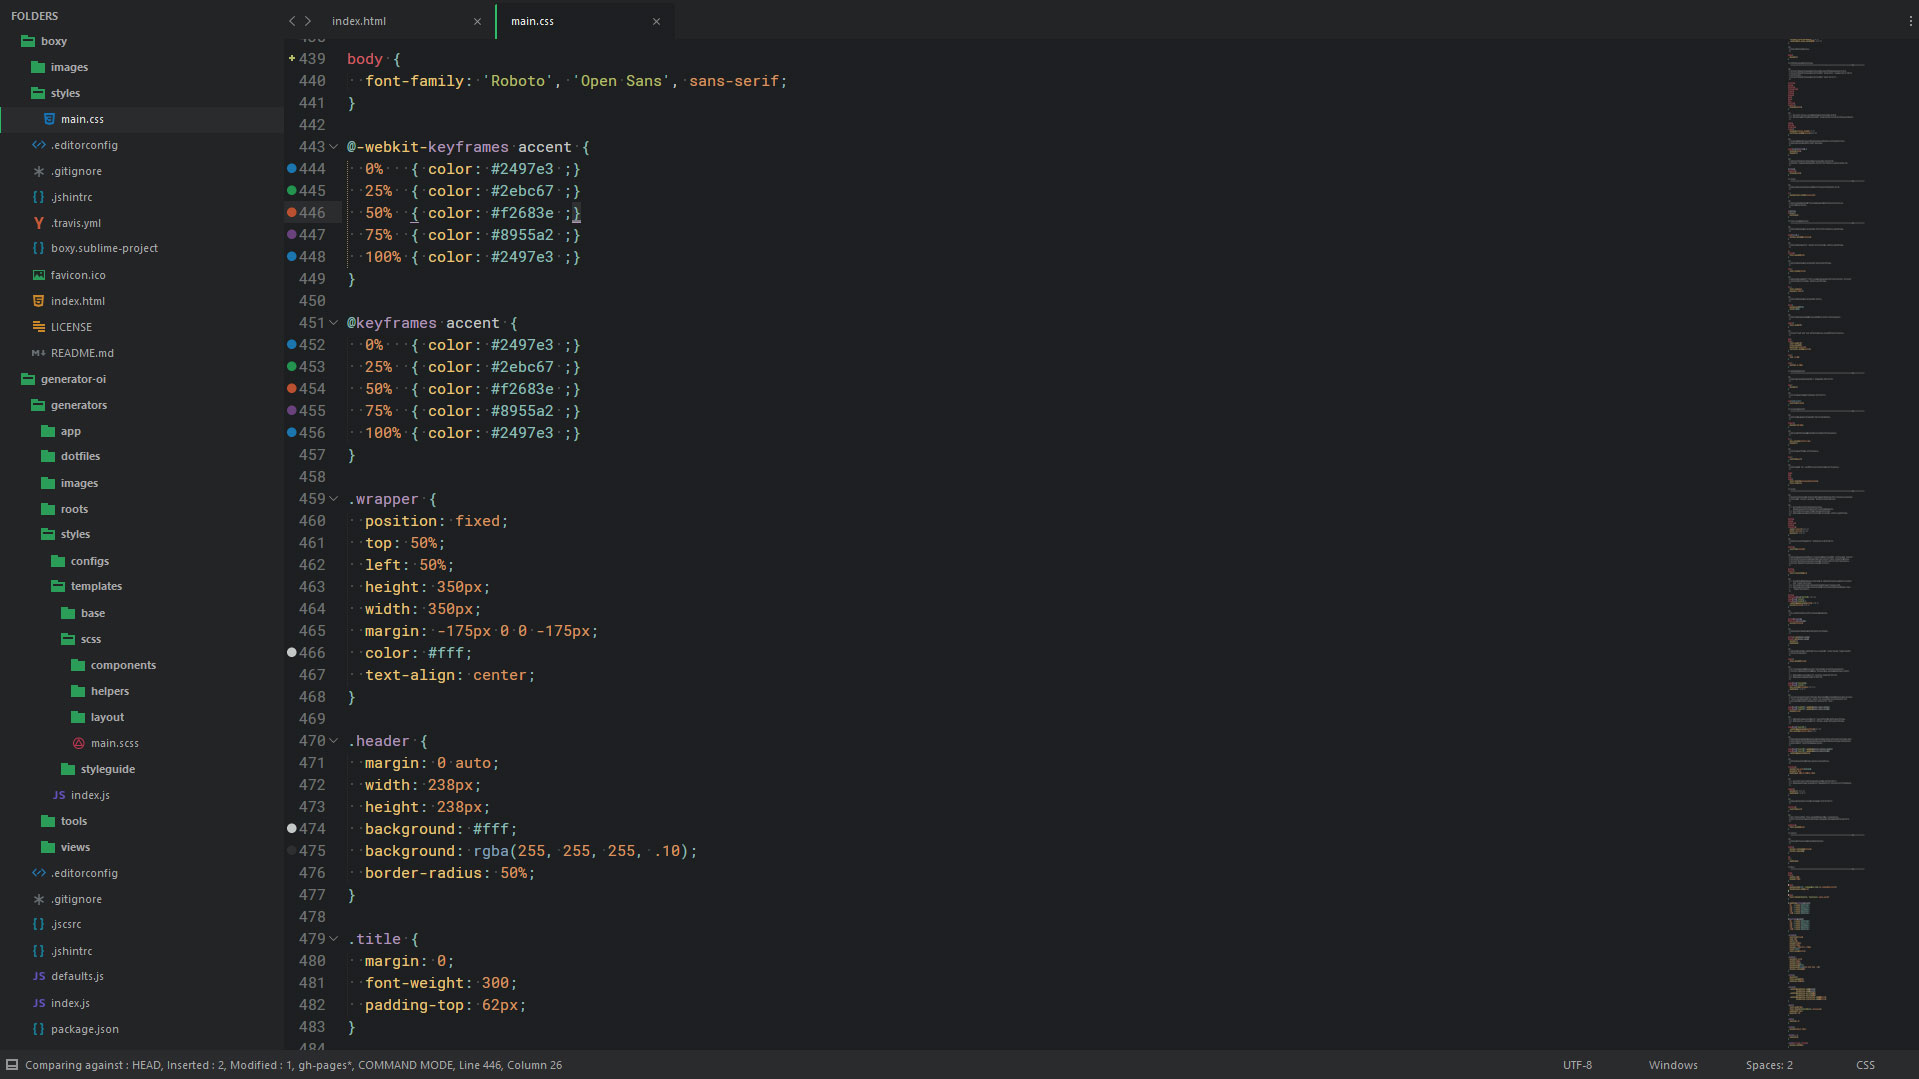 FOLDERS
boxy
images
styles
main.css
.editorconfig
.gitignore
.jshintrc
.travis.yml
boxy.sublime-project
favicon.ico
index.html
LICENSE
README.md
generator-oi
generators
app
dotfiles
images
roots
styles
configs
templates
base
scss
components
helpers
layout
main.scss
styleguide
index.js
tools
views
.editorconfig
.gitignore
.jscsrc
.jshintrc
defaults.js
index.js
package.json
index.html
main.css
439 body {
440 font-family: 'Roboto', 'Open Sans', sans-serif;
441 }
442
443 @-webkit-keyframes accent {
444 0% { color: #2497e3 ;}
445 25% { color: #2ebc67 ;}
446 50% { color: #f2683e ;}
447 75% { color: #8955a2 ;}
448 100% { color: #2497e3 ;}
449 }
450
451 @keyframes accent {
452 0% { color: #2497e3 ;}
453 25% { color: #2ebc67 ;}
454 50% { color: #f2683e ;}
455 75% { color: #8955a2 ;}
456 100% { color: #2497e3 ;}
457 }
458
459 .wrapper {
460 position: fixed;
461 top: 50%;
462 left: 50%;
463 height: 350px;
464 width: 350px;
465 margin: -175px 0 0 -175px;
466 color: #fff;
467 text-align: center;
468 }
469
470 .header {
471 margin: 0 auto;
472 width: 238px;
473 height: 238px;
474 background: #fff;
475 background: rgba(255, 255, 255, .10);
476 border-radius: 50%;
477 }
478
479 .title {
480 margin: 0;
481 font-weight: 300;
482 padding-top: 62px;
483 }
484
Comparing against : HEAD, Inserted : 2, Modified : 1, gh-pages*, COMMAND MODE, Line 446, Column 26
UTF-8
Windows
Spaces: 2
CSS